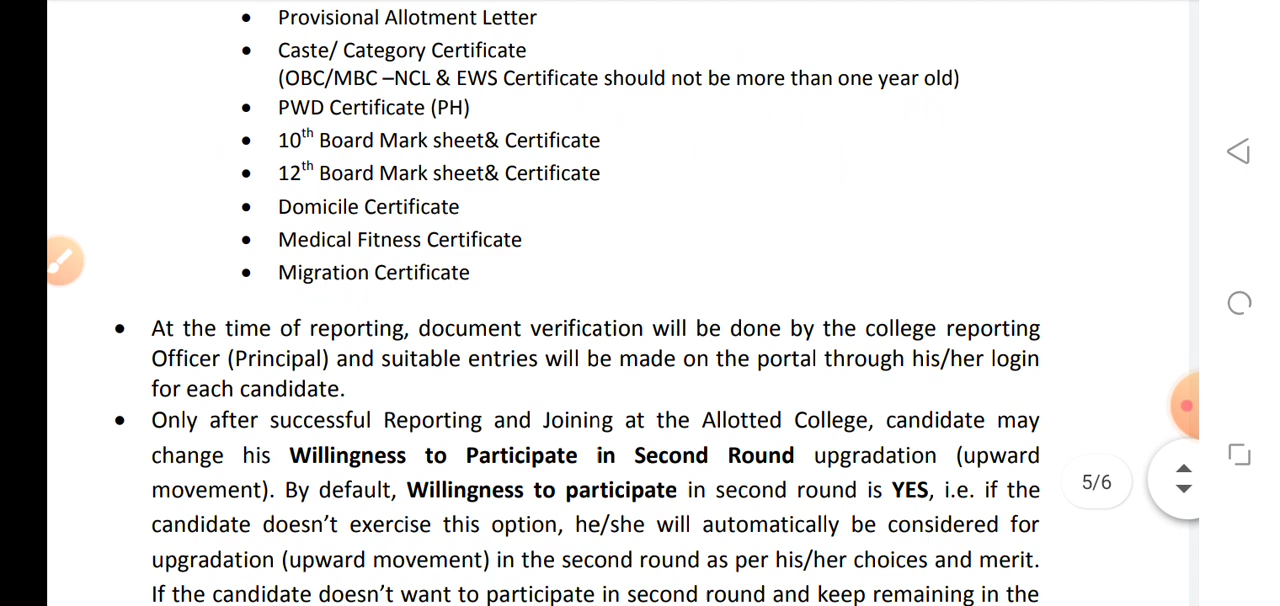 • Provisional Allotment Letter
• Caste/ Category Certificate
(OBC/MBC –NCL & EWS Certificate should not be more than one year old)
• PWD Certificate (PH)
• 10th Board Mark sheet& Certificate
• 12th Board Mark sheet& Certificate
• Domicile Certificate
• Medical Fitness Certificate
• Migration Certificate
• At the time of reporting, document verification will be done by the college reporting
Officer (Principal) and suitable entries will be made on the portal through his/her login
for each candidate.
• Only after successful Reporting and Joining at the Allotted College, candidate may
change his Willingness to Participate in Second Round upgradation (upward
movement). By default, Willingness to participate in second round is YES, i.e. if the
candidate doesn’t exercise this option, he/she will automatically be considered for
upgradation (upward movement) in the second round as per his/her choices and merit.
If the candidate doesn’t want to participate in second round and keep remaining in the
5/6